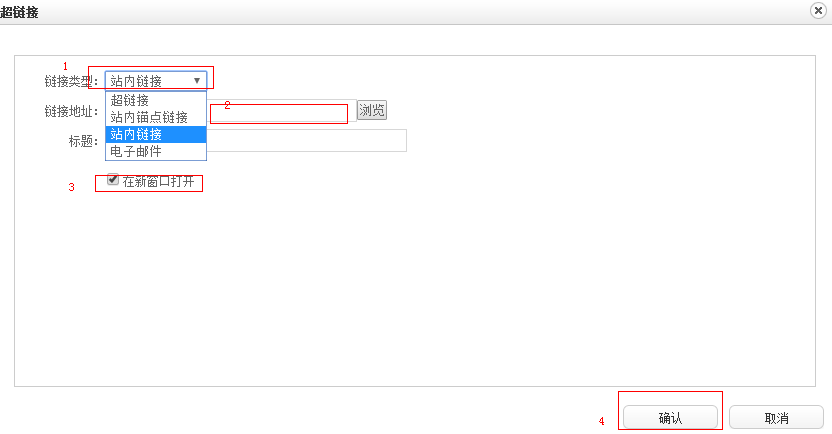 超链接
1
链接类型: 站内链接
超链接
链接地址: 2 浏览
站内锚点链接
站内链接
标题:
电子邮件
3 在新窗口打开
4 确认 取消